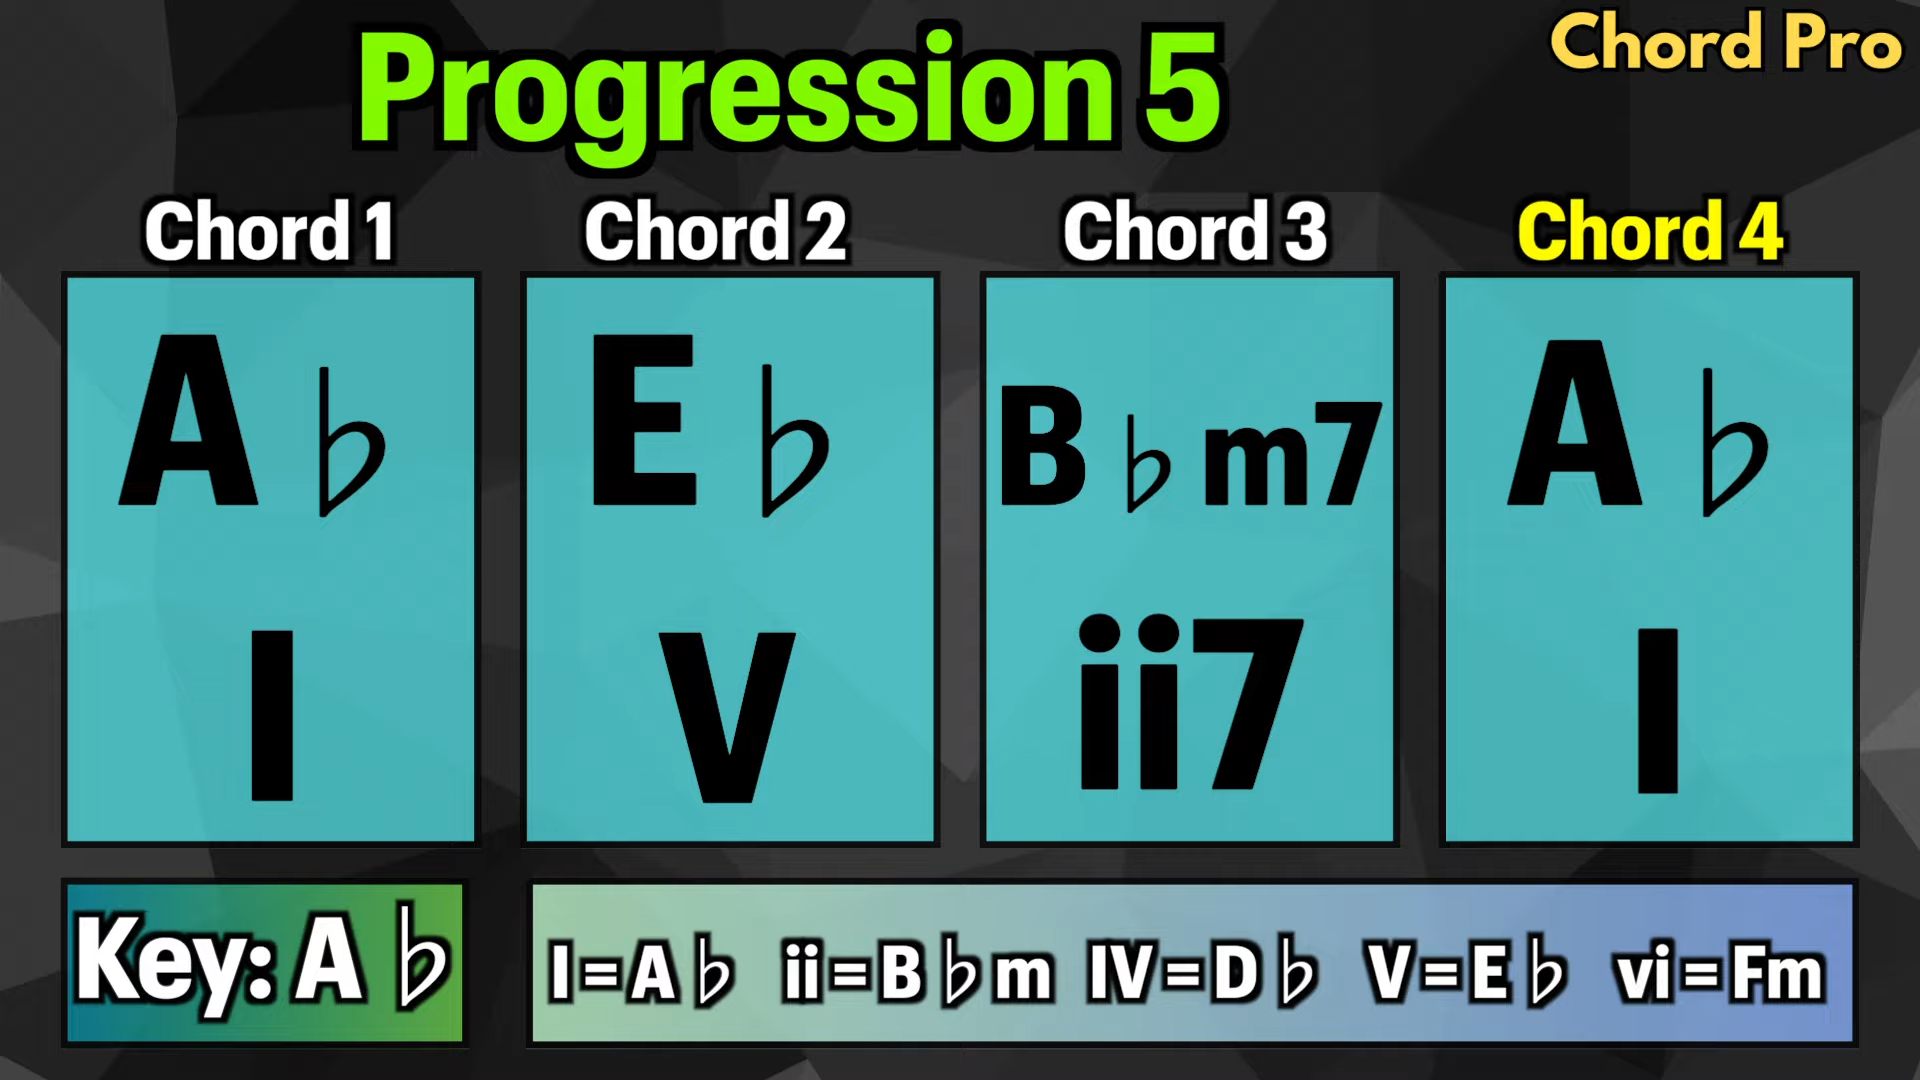 Chord Pro
Progression 5
Chord 1 Chord 2 Chord 3 Chord 4
A♭ E♭ B♭m7 A♭
I V ii7 I
Key: A♭
I=A♭ ii=B♭m IV=D♭ V=E♭ vi=Fm